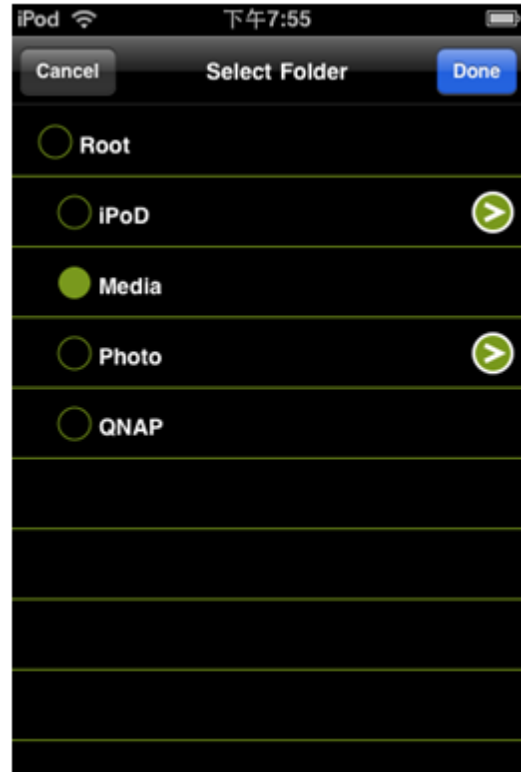 iPod 下午7:55
Cancel Select Folder Done
Root
iPoD
Media
Photo
QNAP